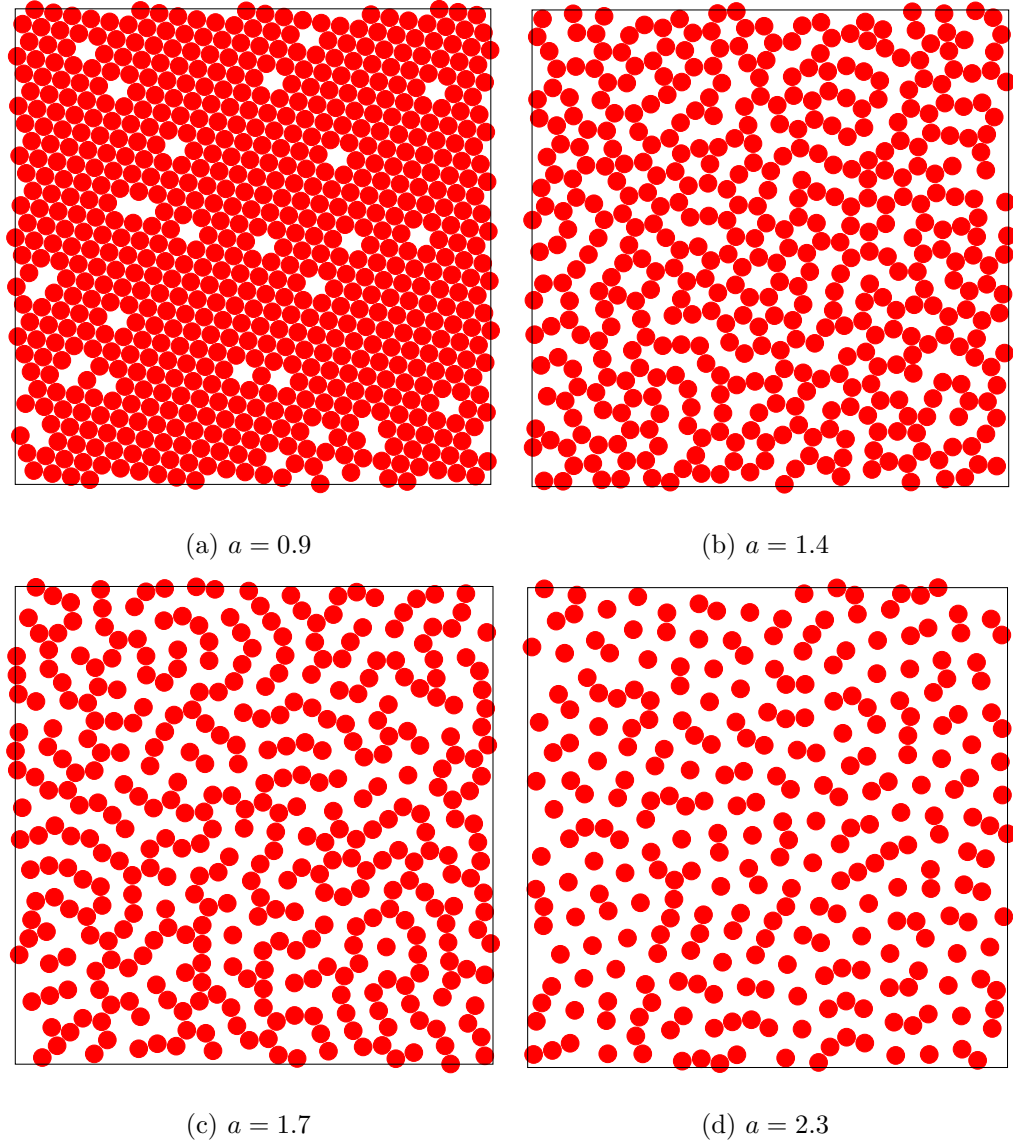 (a) a = 0.9
(b) a = 1.4
(c) a = 1.7
(d) a = 2.3